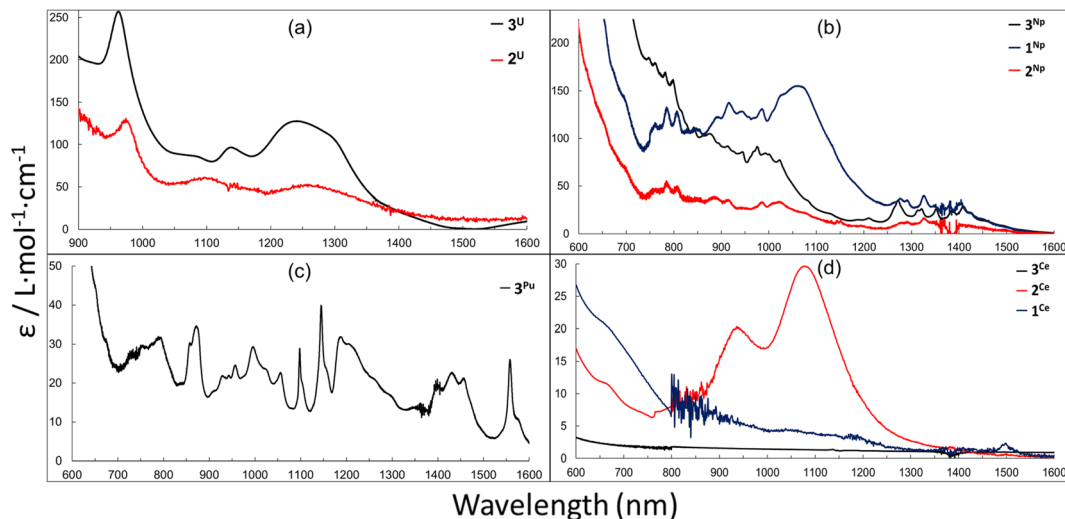 ε / L·mol⁻¹·cm⁻¹
(a)
3ᵁ
2ᵁ
250
200
150
100
50
0
900 1000 1100 1200 1300 1400 1500 1600
(b)
3ᴺᵖ
1ᴺᵖ
2ᴺᵖ
200
150
100
50
0
600 700 800 900 1000 1100 1200 1300 1400 1500 1600
(c)
3ᴾᵘ
50
40
30
20
10
0
600 700 800 900 1000 1100 1200 1300 1400 1500 1600
(d)
3ᶜᵉ
2ᶜᵉ
1ᶜᵉ
30
25
20
15
10
5
0
600 700 800 900 1000 1100 1200 1300 1400 1500 1600
Wavelength (nm)